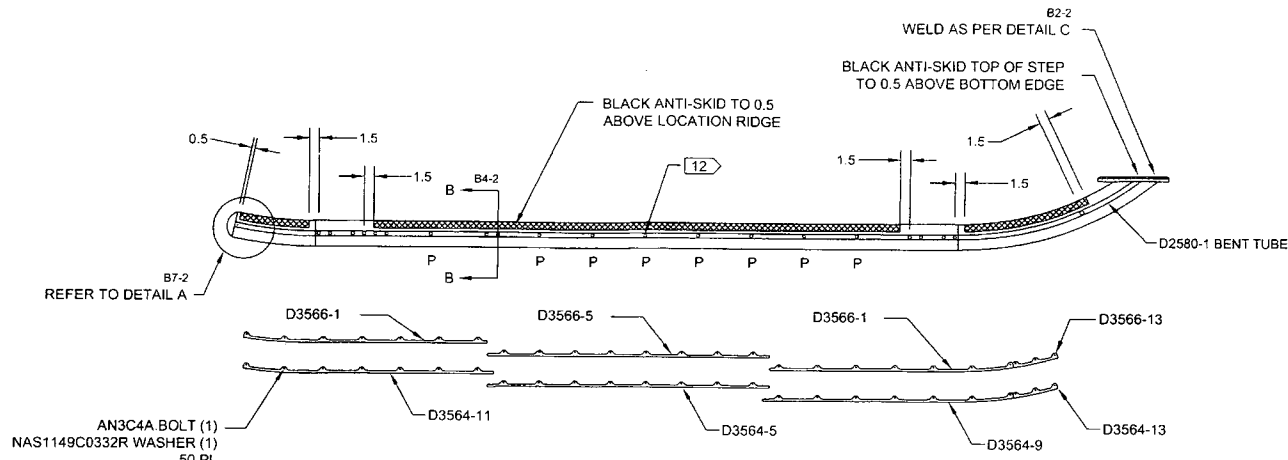 B2-2
WELD AS PER DETAIL C
BLACK ANTI-SKID TOP OF STEP
TO 0.5 ABOVE BOTTOM EDGE
BLACK ANTI-SKID TO 0.5
ABOVE LOCATION RIDGE
0.5
1.5
1.5
12
1.5
1.5
1.5
B
B4-2
B
D2580-1 BENT TUBE
P
P
P
P
P
P
P
P
B7-2
REFER TO DETAIL A
D3566-1
D3566-5
D3566-1
D3566-13
AN3C4A BOLT (1)
NAS1149C0332R WASHER (1)
50 PL
D3564-11
D3564-5
D3564-9
D3564-13